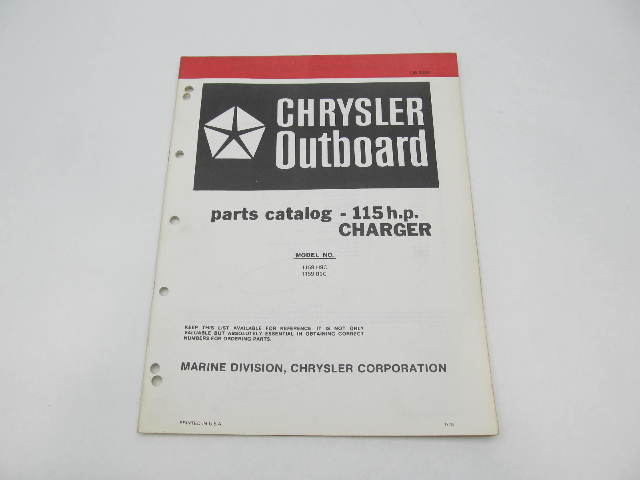 CHRYSLER
Outboard
parts catalog - 115 h.p.
CHARGER
MODEL NO.
KEEP THIS LIST AVAILABLE FOR REFERENCE. IT IS NOT ONLY
VALUABLE BUT ABSOLUTELY ESSENTIAL IN OBTAINING CORRECT
NUMBERS FOR ORDERING PARTS.
MARINE DIVISION, CHRYSLER CORPORATION
PRINTED IN U.S.A.